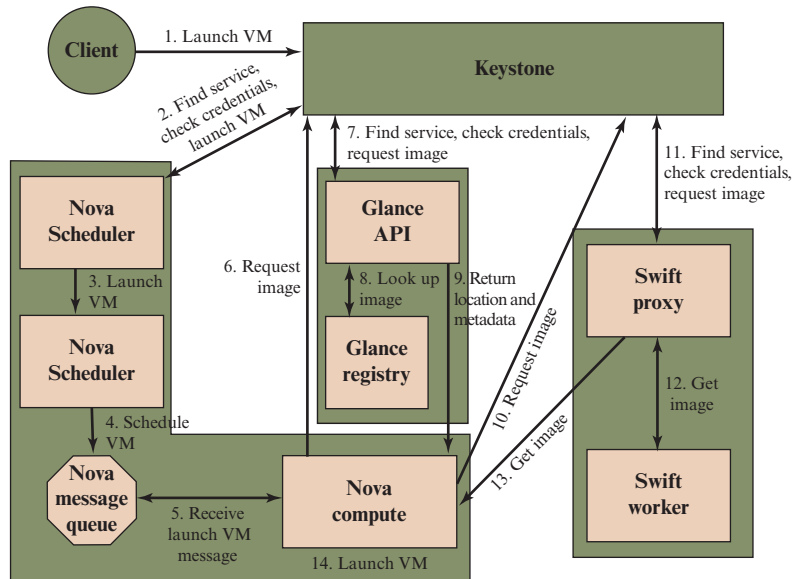 Client
1. Launch VM
Keystone
2. Find service,
check credentials,
launch VM
7. Find service, check credentials,
request image
11. Find service,
check credentials,
request image
Nova
Scheduler
Glance
API
3. Launch
VM
6. Request
image
8. Look up
image
9. Return
location and
metadata
Swift
proxy
Nova
Scheduler
Glance
registry
10. Request image
12. Get
image
4. Schedule
VM
13. Get image
Nova
message
queue
5. Receive
launch VM
message
Nova
compute
Swift
worker
14. Launch VM